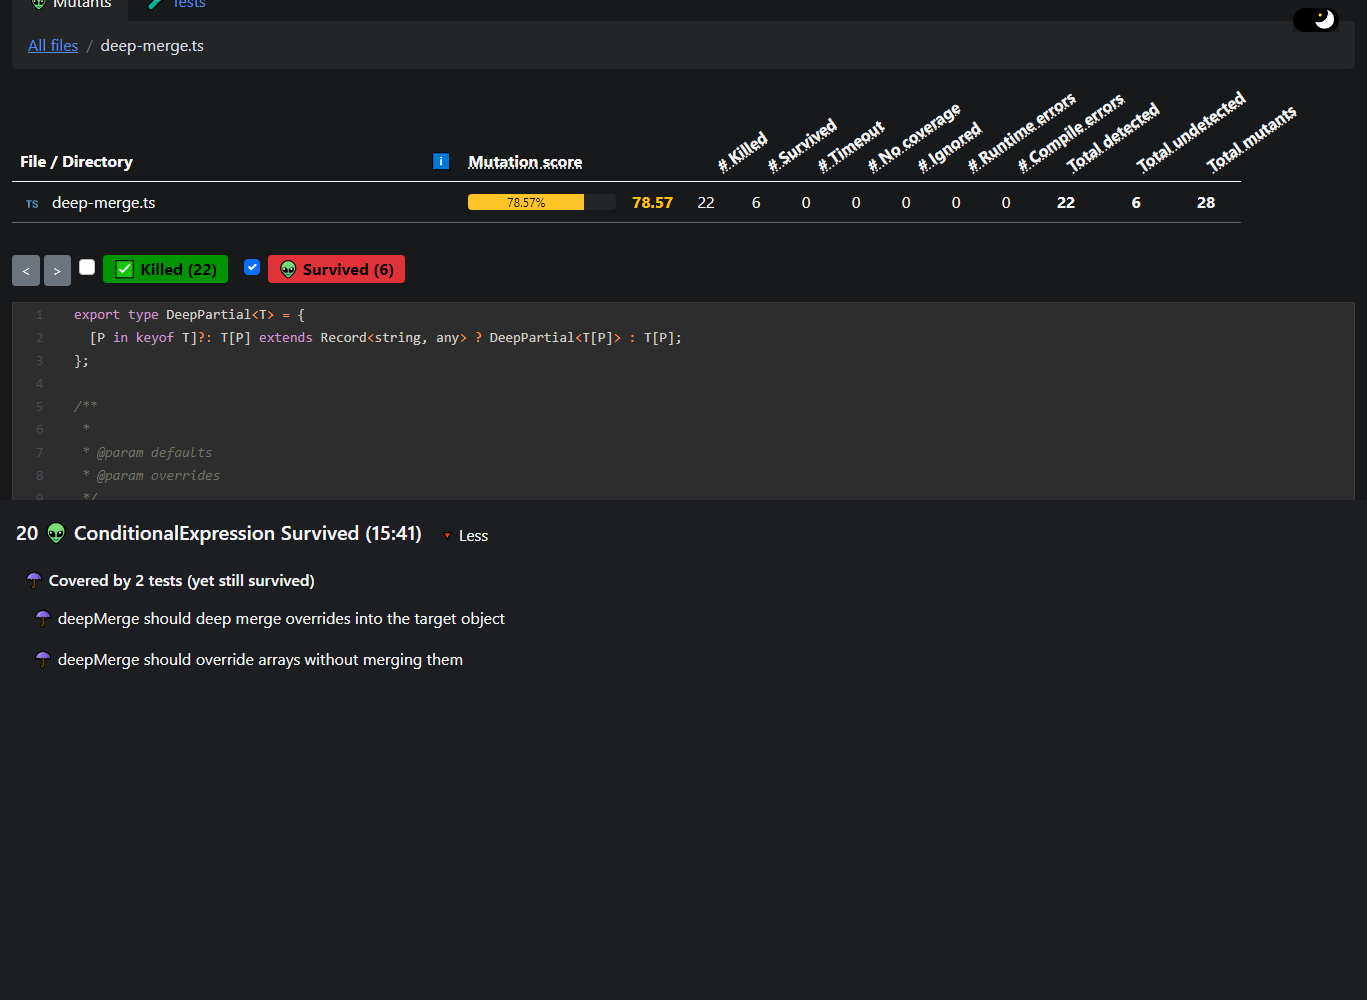 Mutants Tests
All files / deep-merge.ts
File / Directory Mutation score # Killed # Survived # Timeout # No coverage # Ignored # Runtime errors # Compile errors Total detected Total undetected Total mutants
TS deep-merge.ts 78.57% 78.57 22 6 0 0 0 0 0 22 6 28
< > Killed (22) Survived (6)
1 export type DeepPartial<T> = {
2 [P in keyof T]?: T[P] extends Record<string, any> ? DeepPartial<T[P]> : T[P];
3 };
4
5 /**
6 *
7 * @param defaults
8 * @param overrides
9 */
20 ConditionalExpression Survived (15:41) Less
Covered by 2 tests (yet still survived)
deepMerge should deep merge overrides into the target object
deepMerge should override arrays without merging them